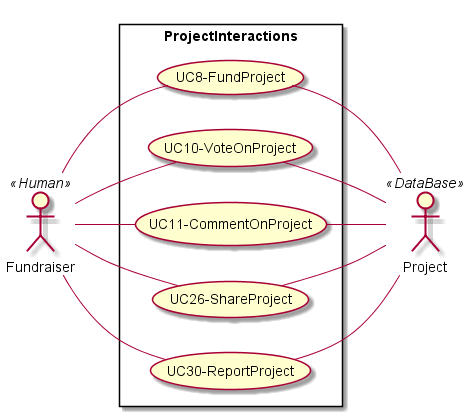 ProjectInteractions
UC8-FundProject
UC10-VoteOnProject
«Human»
«DataBase»
UC11-CommentOnProject
Fundraiser
Project
UC26-ShareProject
UC30-ReportProject